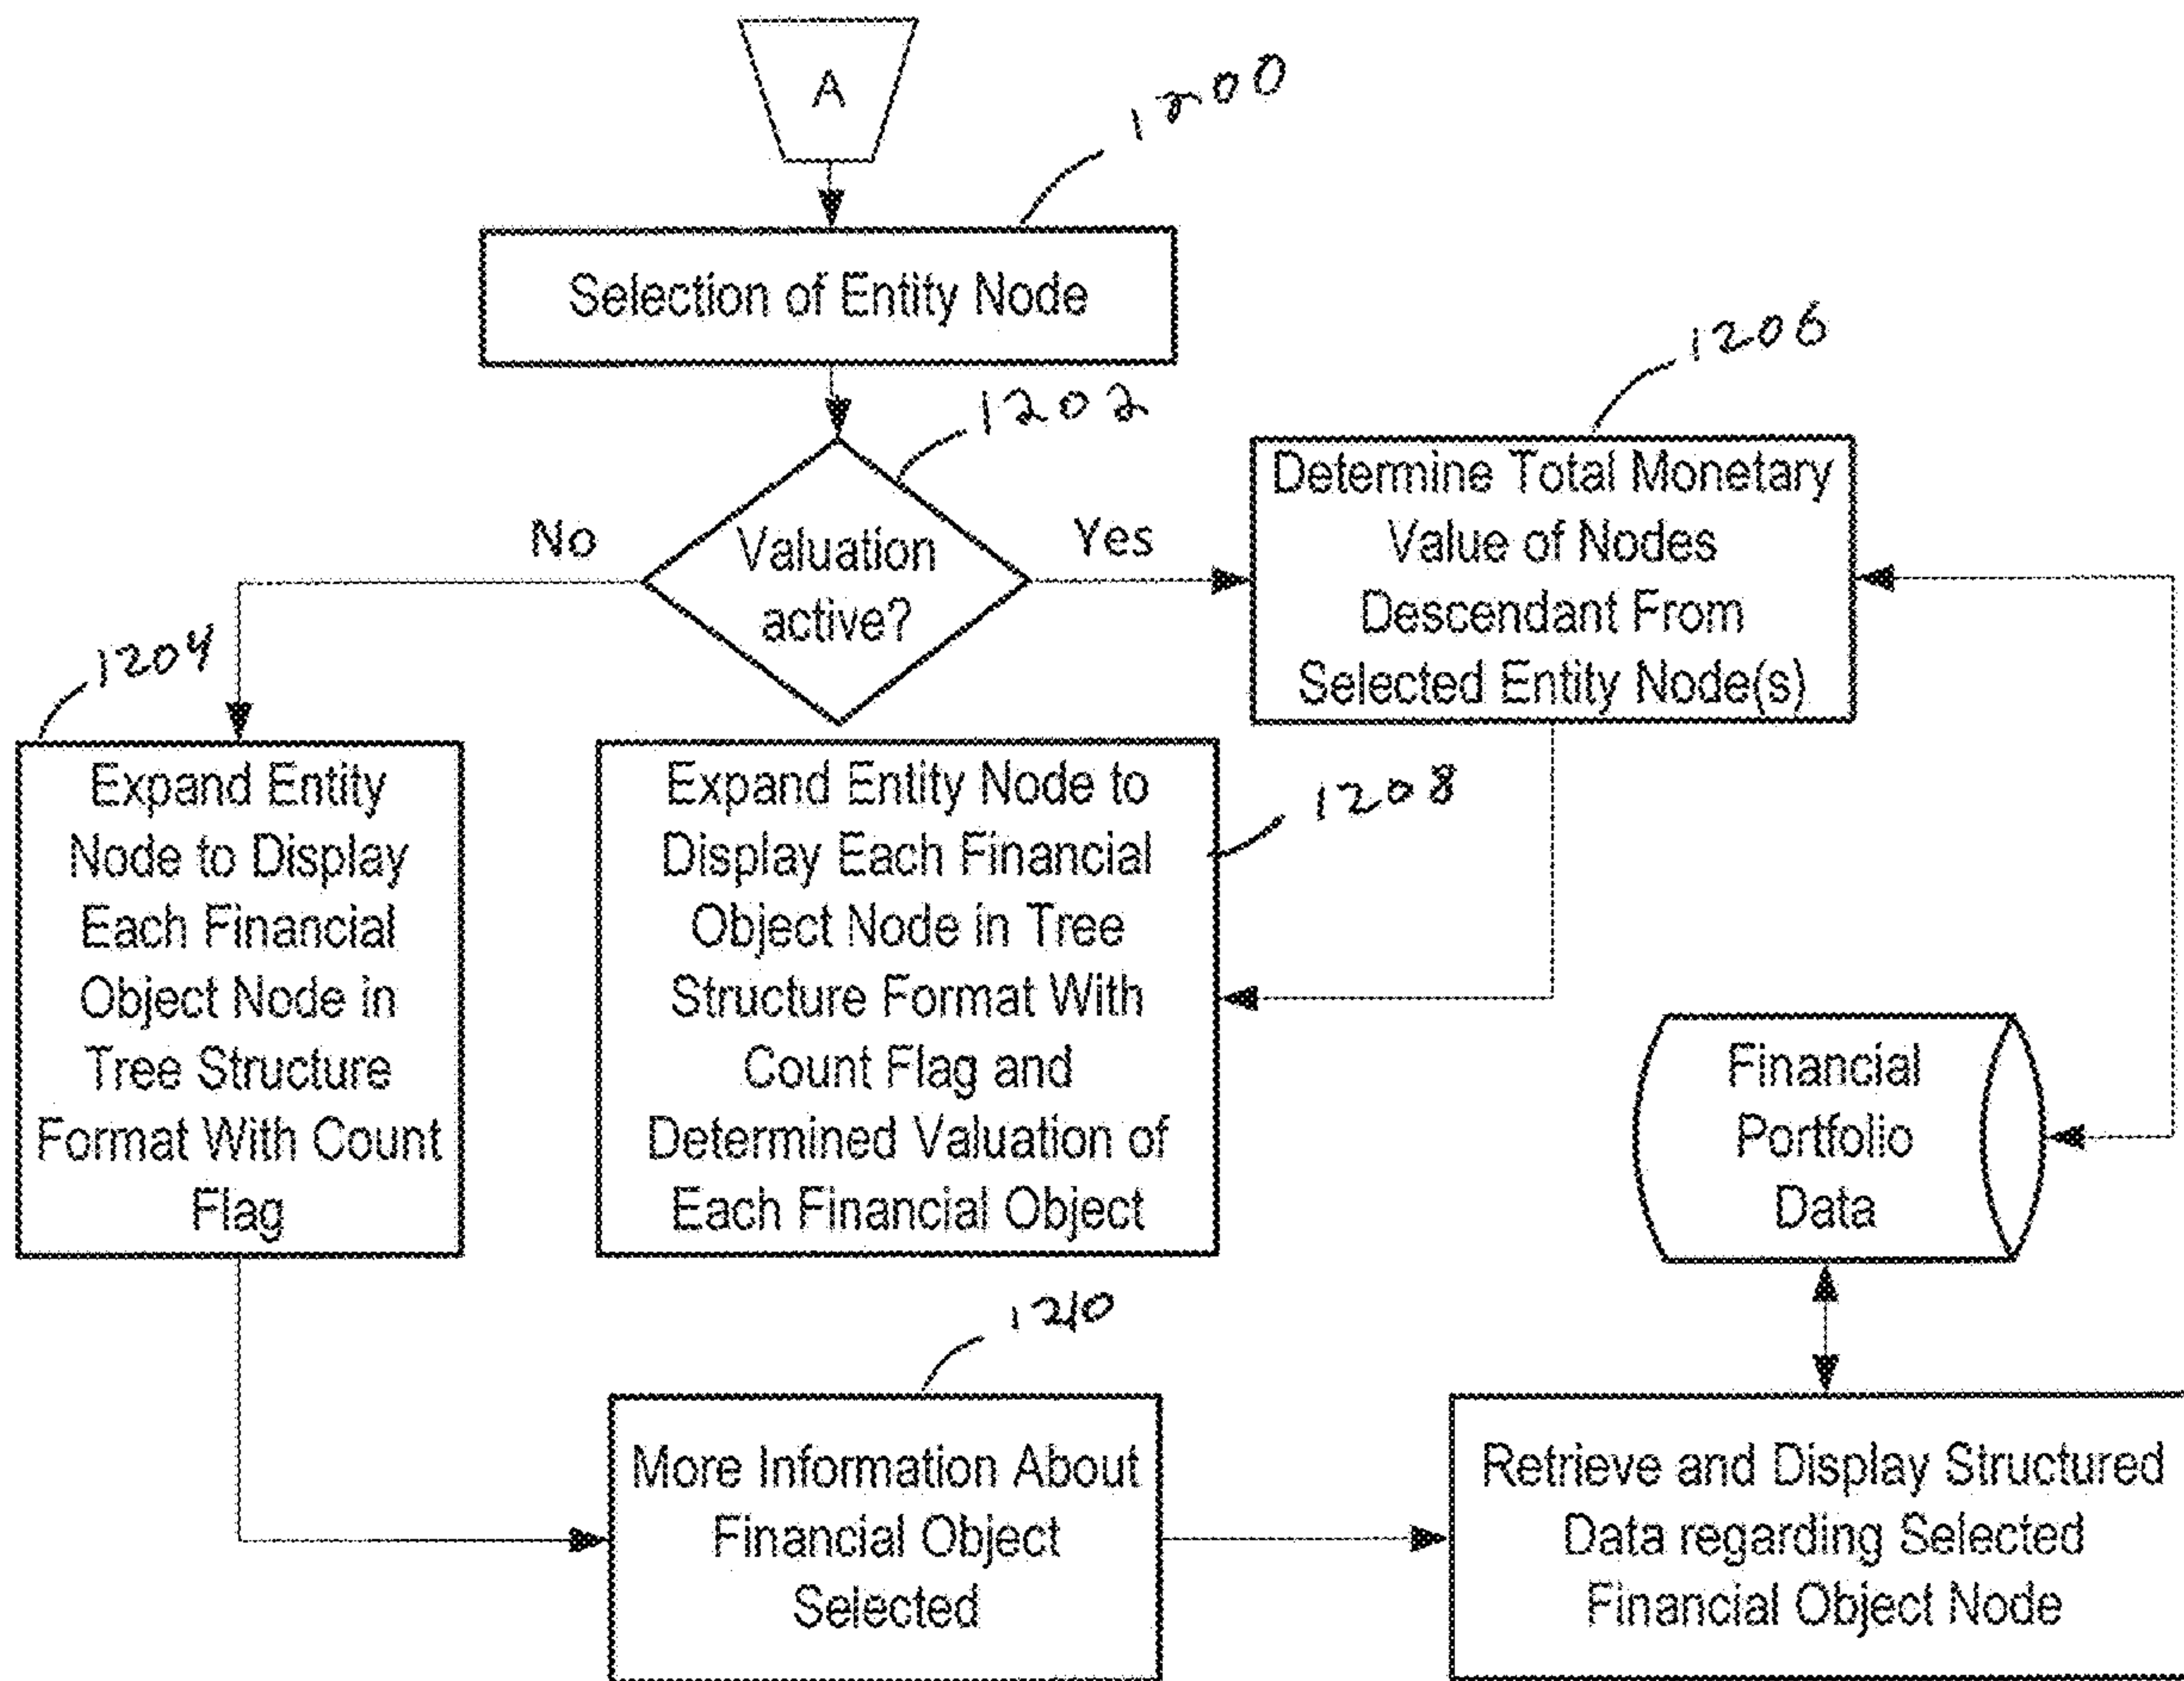 A
1200
Selection of Entity Node
1202
1206
Valuation
active?
No
Yes
Determine Total Monetary
Value of Nodes
Descendant From
Selected Entity Node(s)
1204
Expand Entity
Node to Display
Each Financial
Object Node in
Tree Structure
Format With Count
Flag
Expand Entity Node to
Display Each Financial
Object Node in Tree
Structure Format With
Count Flag and
Determined Valuation of
Each Financial Object
1208
Financial
Portfolio
Data
1210
More Information About
Financial Object
Selected
Retrieve and Display Structured
Data regarding Selected
Financial Object Node